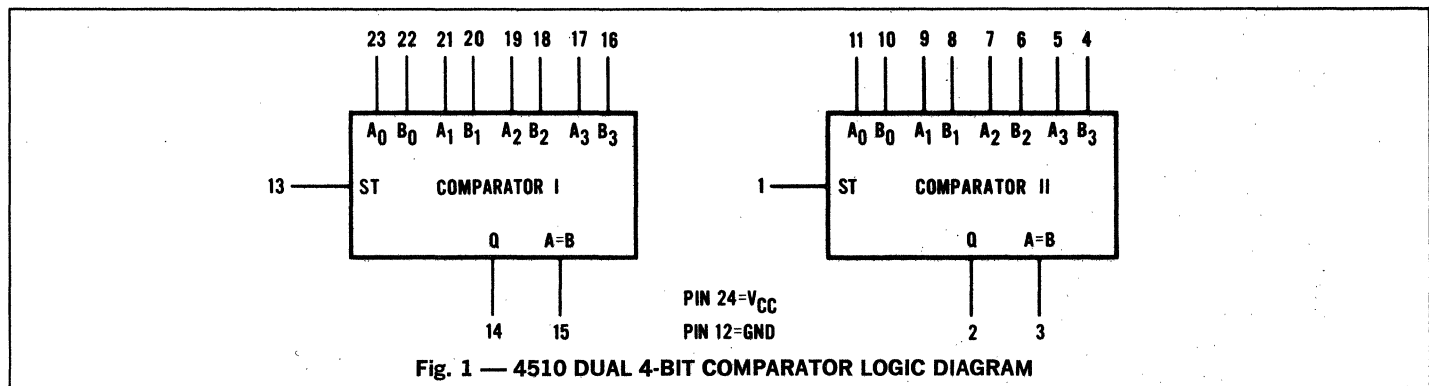 23 22 21 20 19 18 17 16
11 10 9 8 7 6 5 4
A0 B0 A1 B1 A2 B2 A3 B3
A0 B0 A1 B1 A2 B2 A3 B3
13 ST COMPARATOR I
1 ST COMPARATOR II
Q A=B
Q A=B
14 15
PIN 24=VCC
PIN 12=GND
2 3
Fig. 1 — 4510 DUAL 4-BIT COMPARATOR LOGIC DIAGRAM